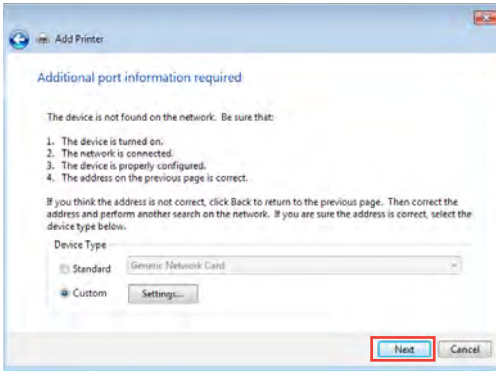 Add Printer
Additional port information required
The device is not found on the network. Be sure that:
1. The device is turned on.
2. The network is connected.
3. The device is properly configured.
4. The address on the previous page is correct.
If you think the address is not correct, click Back to return to the previous page. Then correct the
address and perform another search on the network. If you are sure the address is correct, select the
device type below.
Device Type
Standard Generic Network Card
Custom Settings...
Next Cancel